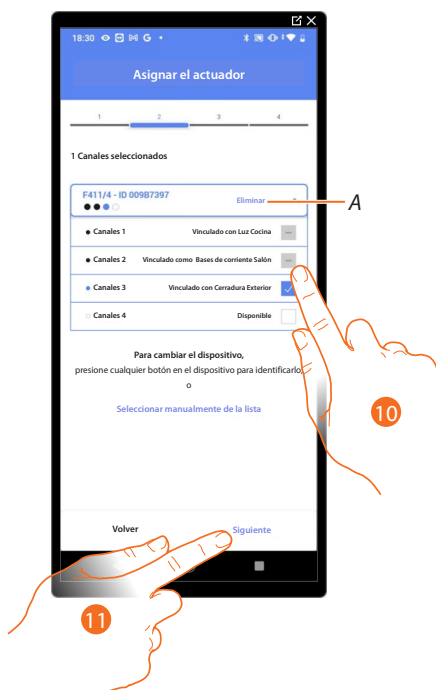 18:30
Asignar el actuador
1 2 3 4
1 Canales seleccionados
F411/4 - ID 009B7397
Eliminar
A
Canales 1 Vinculado con Luz Cocina
Canales 2 Vinculado como Bases de corriente Salón
Canales 3 Vinculado con Cerradura Exterior
Canales 4 Disponible
Para cambiar el dispositivo,
presione cualquier botón en el dispositivo para identificarlo,
o
Seleccionar manualmente de la lista
10
Volver Siguiente
11